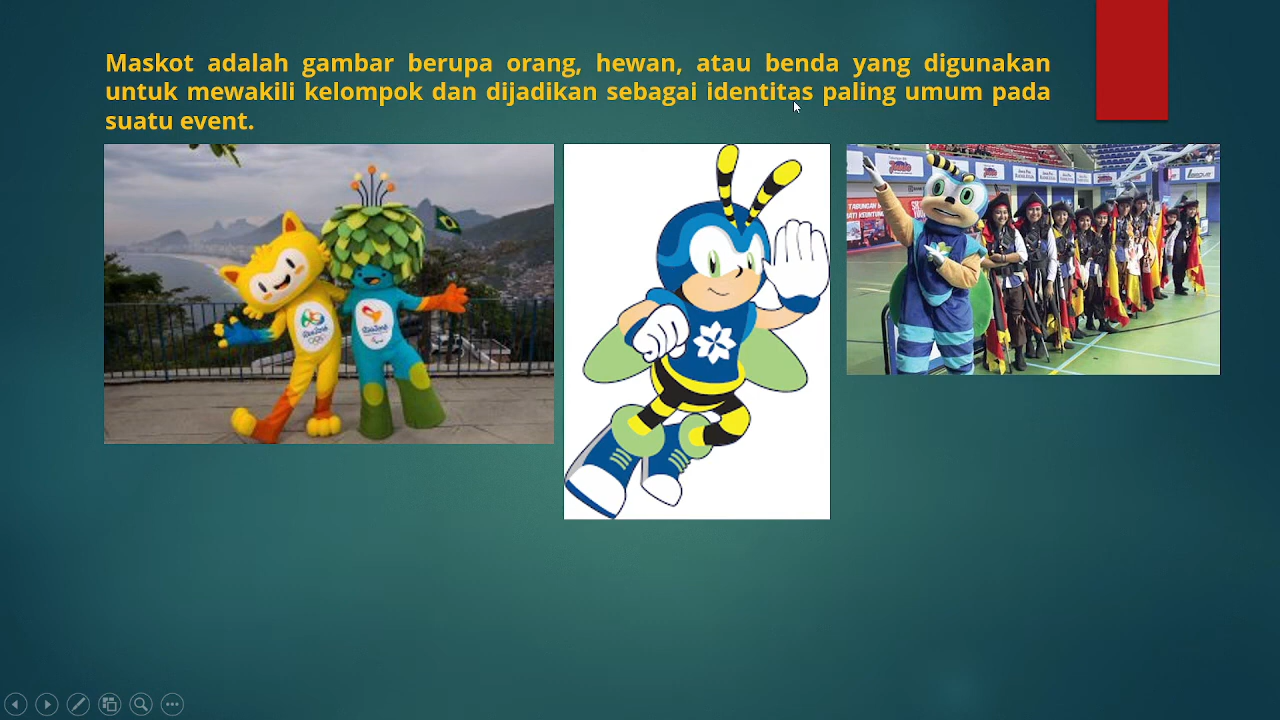 Maskot adalah gambar berupa orang, hewan, atau benda yang digunakan
untuk mewakili kelompok dan dijadikan sebagai identitas paling umum pada
suatu event.